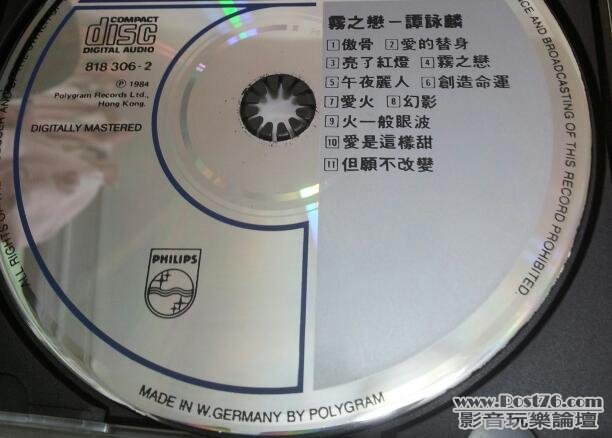 COMPACT
disc
DIGITAL AUDIO
818 306-2
Ⓟ 1984
Polygram Records Ltd.,
Hong Kong.
DIGITALLY MASTERED
霧之戀－譚詠麟
1 傲骨 2 愛的替身
3 亮了紅燈 4 霧之戀
5 午夜麗人 6 創造命運
7 愛火 8 幻影
9 火一般眼波
10 愛是這樣甜
11 但願不改變
PHILIPS
AND BROADCASTING OF THIS RECORD PROHIBITED.
MADE IN W.GERMANY BY POLYGRAM
ALL RIGHTS OF
www.Post76.com
影音玩樂論壇